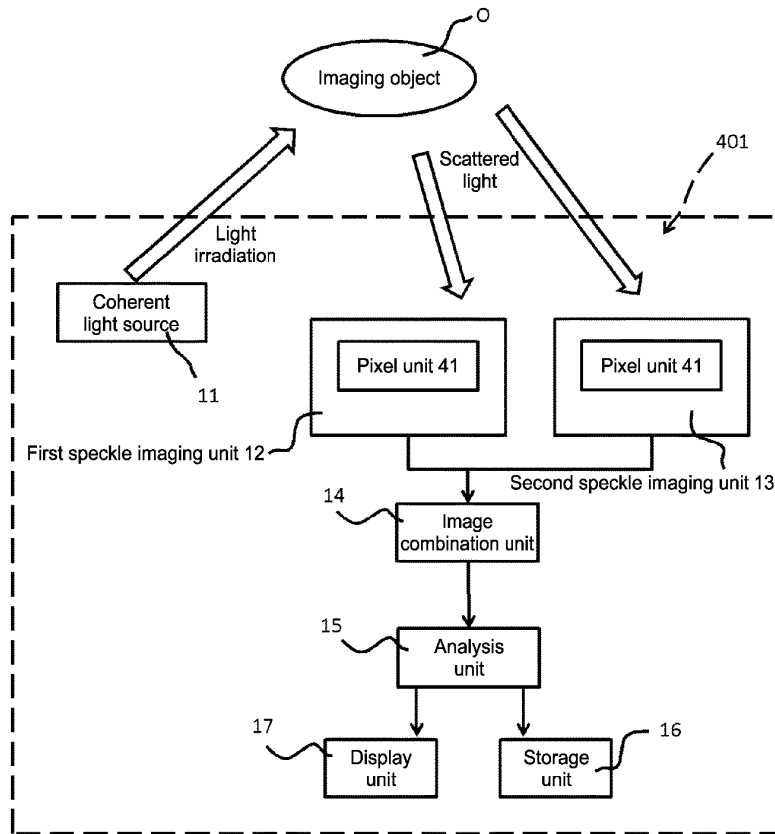 O
Imaging object
401
Scattered
light
Light
irradiation
Coherent
light source
11
Pixel unit 41
Pixel unit 41
First speckle imaging unit 12
Second speckle imaging unit 13
14
Image
combination unit
15
Analysis
unit
17
Display
unit
16
Storage
unit